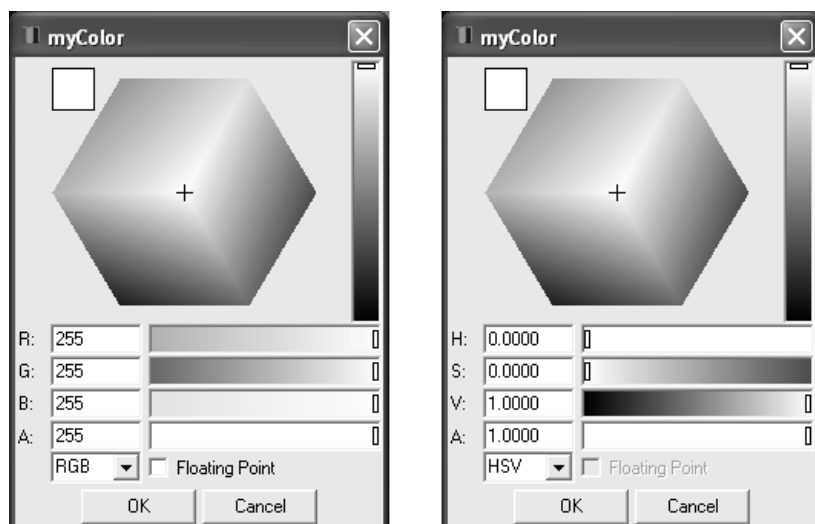 myColor
R: 255
G: 255
B: 255
A: 255
RGB Floating Point
OK Cancel
myColor
H: 0.0000
S: 0.0000
V: 1.0000
A: 1.0000
HSV Floating Point
OK Cancel